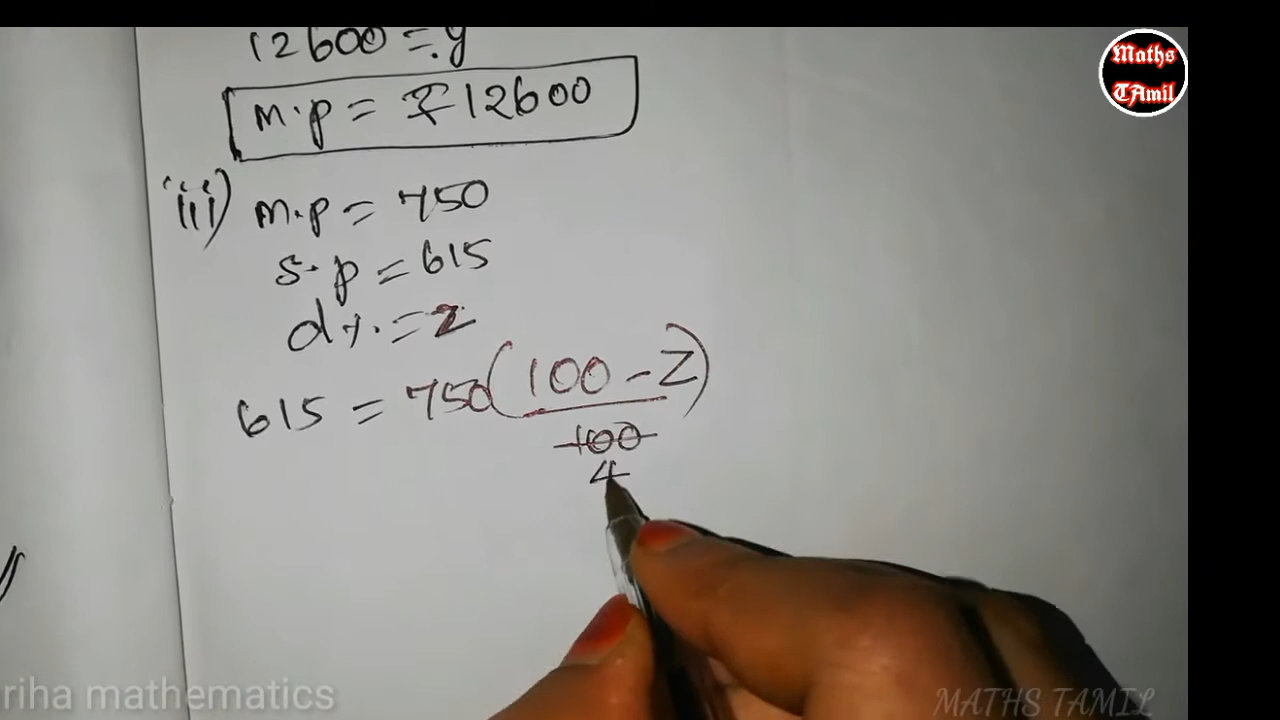 12600 = y
m.p = ₹ 12600
iii) m.p = 750
s.p = 615
d%. = z
615 = 750(100 - Z)
100
4
Maths
TAmil
riha mathematics
MATHS TAMIL